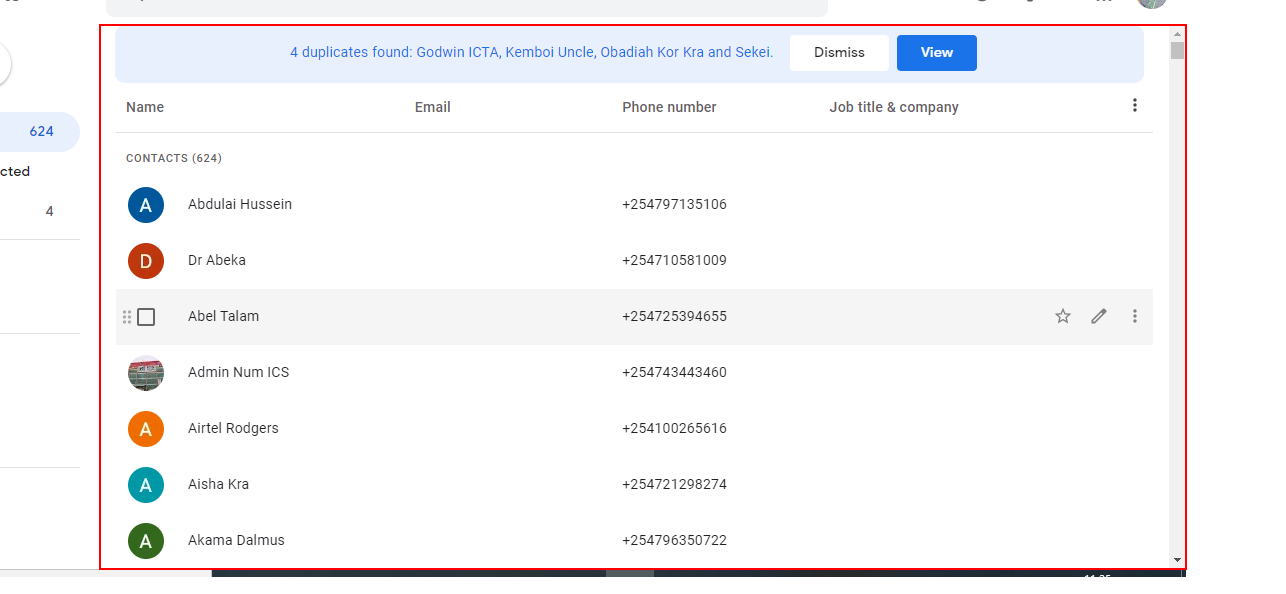 4 duplicates found: Godwin ICTA, Kemboi Uncle, Obadiah Kor Kra and Sekei. Dismiss View
Name Email Phone number Job title & company
624
CONTACTS (624)
cted
A Abdulai Hussein +254797135106
4
D Dr Abeka +254710581009
Abel Talam +254725394655
Admin Num ICS +254743443460
A Airtel Rodgers +254100265616
A Aisha Kra +254721298274
A Akama Dalmus +254796350722